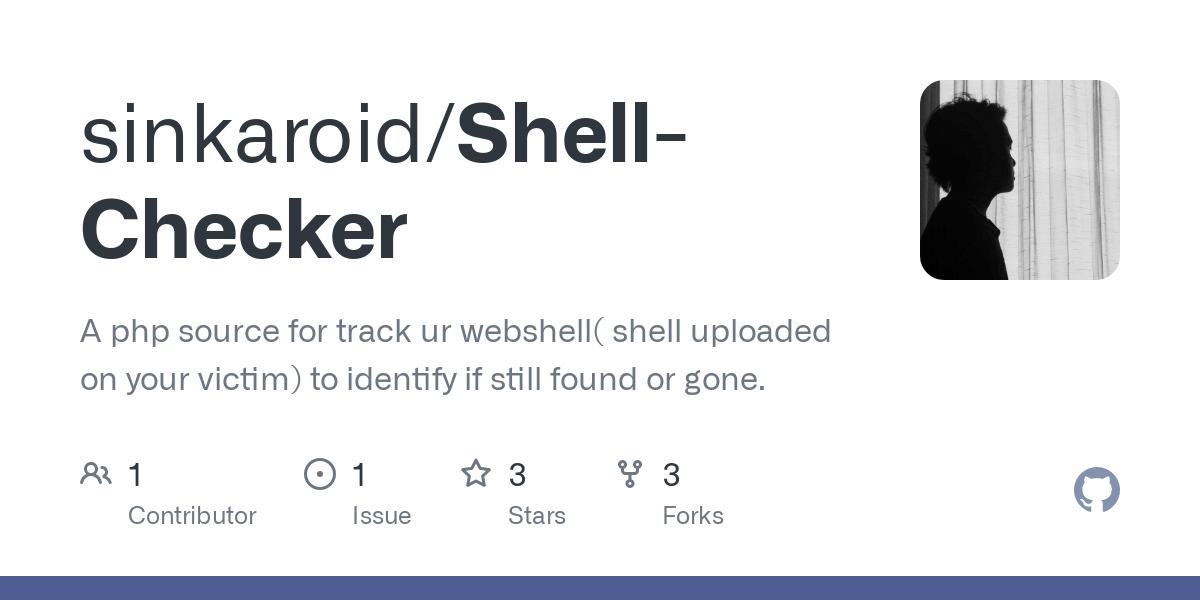 sinkaroid/Shell-
Checker
A php source for track ur webshell( shell uploaded
on your victim) to identify if still found or gone.
1 1 3 3
Contributor Issue Stars Forks